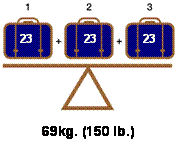 1 2 3
23 + 23 + 23
69kg. (150 lb.)